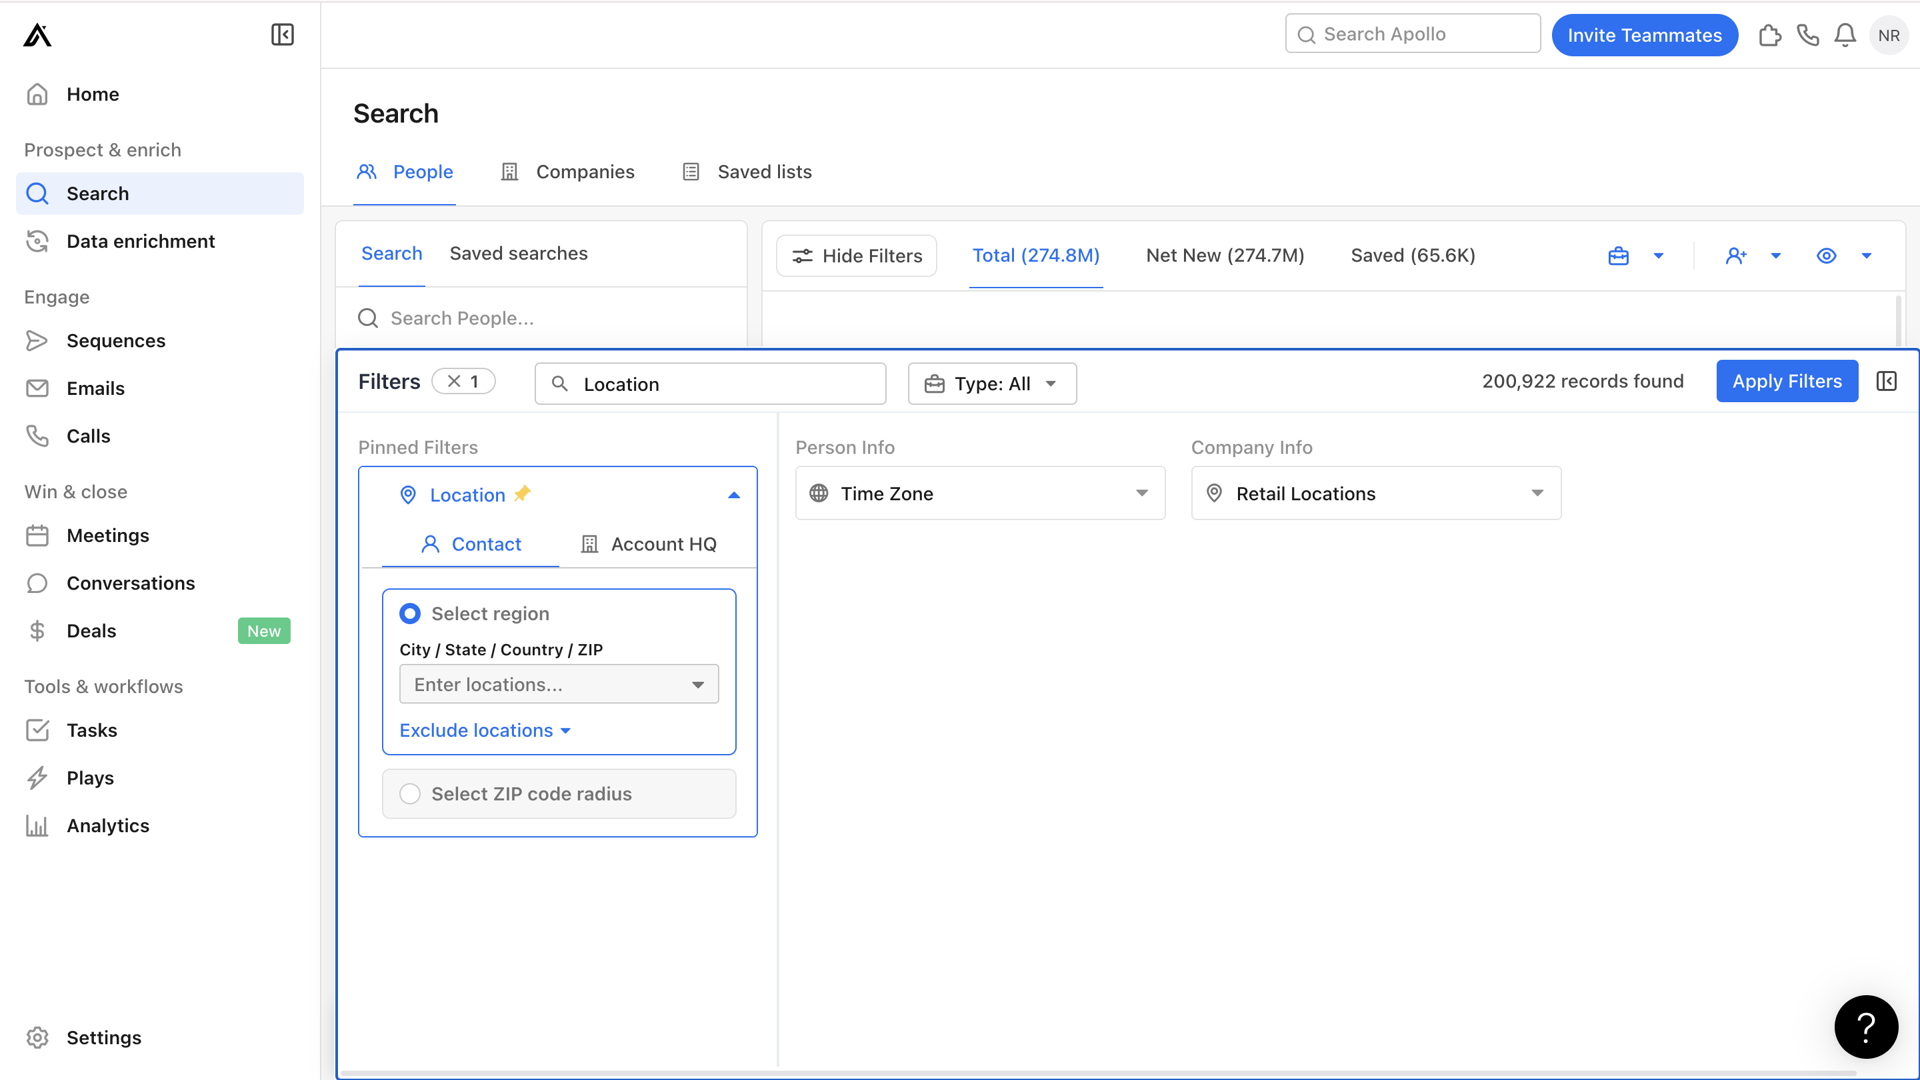 Search Apollo
Invite Teammates
NR
Home
Prospect & enrich
Search
Data enrichment
Engage
Sequences
Emails
Calls
Win & close
Meetings
Conversations
Deals
New
Tools & workflows
Tasks
Plays
Analytics
Settings
Search
People
Companies
Saved lists
Search
Saved searches
Search People...
Hide Filters
Total (274.8M)
Net New (274.7M)
Saved (65.6K)
Filters
1
Location
Type: All
200,922 records found
Apply Filters
Pinned Filters
Location
Contact
Account HQ
Select region
City / State / Country / ZIP
Enter locations...
Exclude locations
Select ZIP code radius
Person Info
Time Zone
Company Info
Retail Locations
?